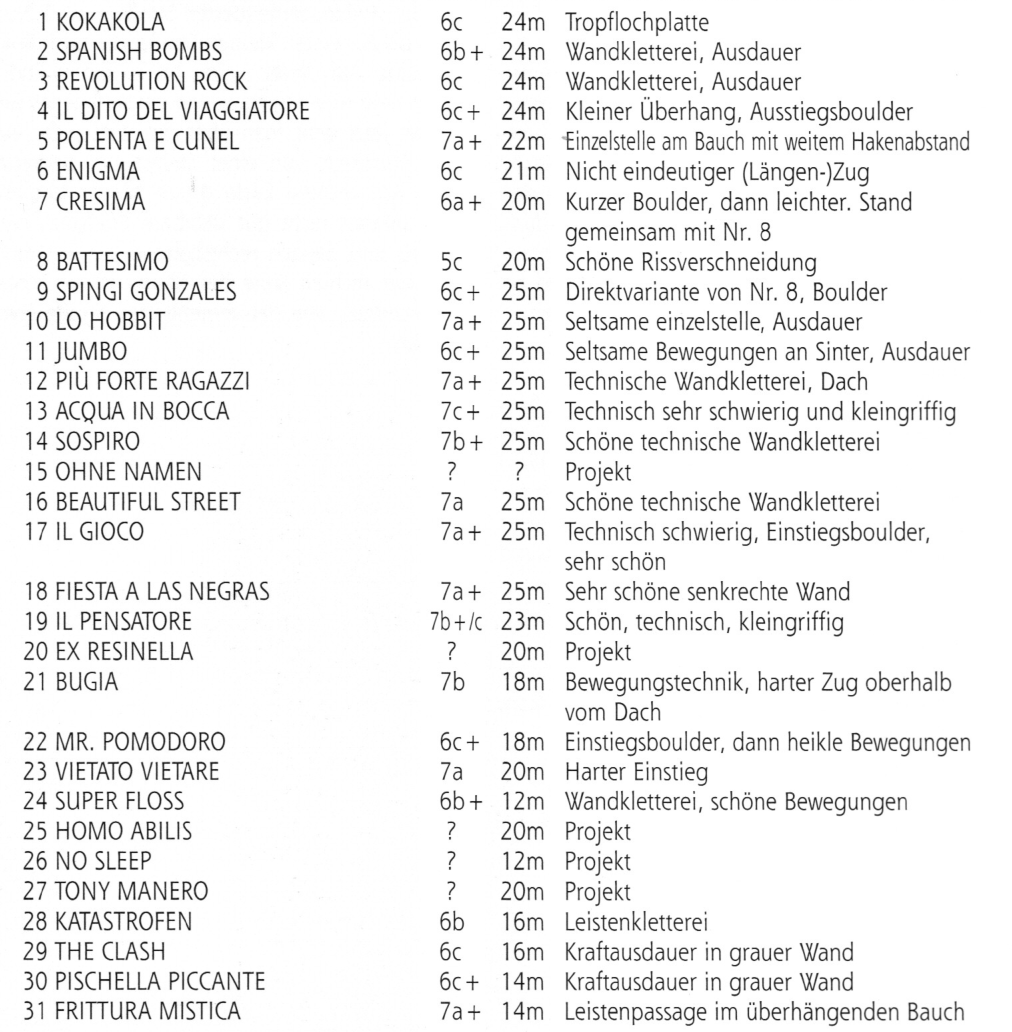 1 KOKAKOLA 6c 24m Tropflochplatte
2 SPANISH BOMBS 6b+ 24m Wandkletterei, Ausdauer
3 REVOLUTION ROCK 6c 24m Wandkletterei, Ausdauer
4 IL DITO DEL VIAGGIATORE 6c+ 24m Kleiner Überhang, Ausstiegsboulder
5 POLENTA E CUNEL 7a+ 22m Einzelstelle am Bauch mit weitem Hakenabstand
6 ENIGMA 6c 21m Nicht eindeutiger (Längen-)Zug
7 CRESIMA 6a+ 20m Kurzer Boulder, dann leichter. Stand
gemeinsam mit Nr. 8
8 BATTESIMO 5c 20m Schöne Rissverschneidung
9 SPINGI GONZALES 6c+ 25m Direktvariante von Nr. 8, Boulder
10 LO HOBBIT 7a+ 25m Seltsame einzelstelle, Ausdauer
11 JUMBO 6c+ 25m Seltsame Bewegungen an Sinter, Ausdauer
12 PIÙ FORTE RAGAZZI 7a+ 25m Technische Wandkletterei, Dach
13 ACQUA IN BOCCA 7c+ 25m Technisch sehr schwierig und kleingriffig
14 SOSPIRO 7b+ 25m Schöne technische Wandkletterei
15 OHNE NAMEN ? ? Projekt
16 BEAUTIFUL STREET 7a 25m Schöne technische Wandkletterei
17 IL GIOCO 7a+ 25m Technisch schwierig, Einstiegsboulder,
sehr schön
18 FIESTA A LAS NEGRAS 7a+ 25m Sehr schöne senkrechte Wand
19 IL PENSATORE 7b+/c 23m Schön, technisch, kleingriffig
20 EX RESINELLA ? 20m Projekt
21 BUGIA 7b 18m Bewegungstechnik, harter Zug oberhalb
vom Dach
22 MR. POMODORO 6c+ 18m Einstiegsboulder, dann heikle Bewegungen
23 VIETATO VIETARE 7a 20m Harter Einstieg
24 SUPER FLOSS 6b+ 12m Wandkletterei, schöne Bewegungen
25 HOMO ABILIS ? 20m Projekt
26 NO SLEEP ? 12m Projekt
27 TONY MANERO ? 20m Projekt
28 KATASTROFEN 6b 16m Leistenkletterei
29 THE CLASH 6c 16m Kraftausdauer in grauer Wand
30 PISCHELLA PICCANTE 6c+ 14m Kraftausdauer in grauer Wand
31 FRITTURA MISTICA 7a+ 14m Leistenpassage im überhängenden Bauch